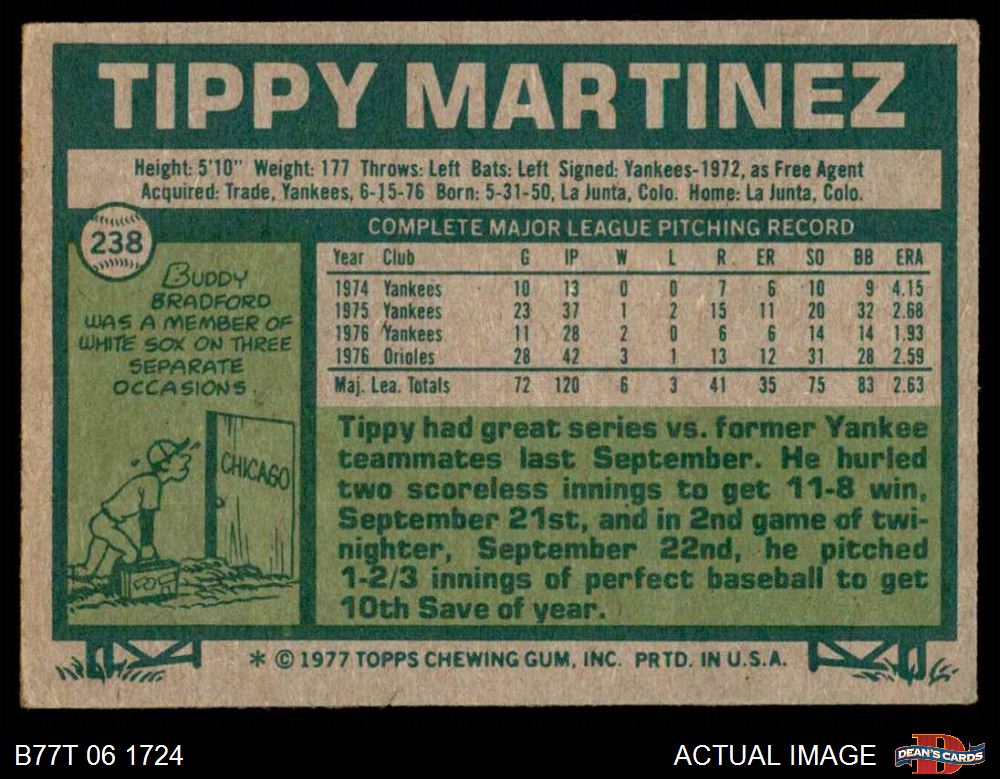 TIPPY MARTINEZ
Height: 5'10" Weight: 177 Throws: Left Bats: Left Signed: Yankees-1972, as Free Agent
Acquired: Trade, Yankees, 6-15-76 Born: 5-31-50, La Junta, Colo. Home: La Junta, Colo.
238
BUDDY
BRADFORD
WAS A MEMBER OF
WHITE SOX ON THREE
SEPARATE
OCCASIONS.
CHICAGO
COMPLETE MAJOR LEAGUE PITCHING RECORD
Year Club G IP W L R ER SO BB ERA
1974 Yankees 10 13 0 0 7 6 10 9 4.15
1975 Yankees 23 37 1 2 15 11 20 32 2.68
1976 Yankees 11 28 2 0 6 6 14 14 1.93
1976 Orioles 28 42 3 1 13 12 31 28 2.59
Maj. Lea. Totals 72 120 6 3 41 35 75 83 2.63
Tippy had great series vs. former Yankee
teammates last September. He hurled
two scoreless innings to get 11-8 win,
September 21st, and in 2nd game of twi-
nighter, September 22nd, he pitched
1-2/3 innings of perfect baseball to get
10th Save of year.
* © 1977 TOPPS CHEWING GUM, INC. PRTD. IN U.S.A.
B77T 06 1724
ACTUAL IMAGE
D
DEAN'S CARDS